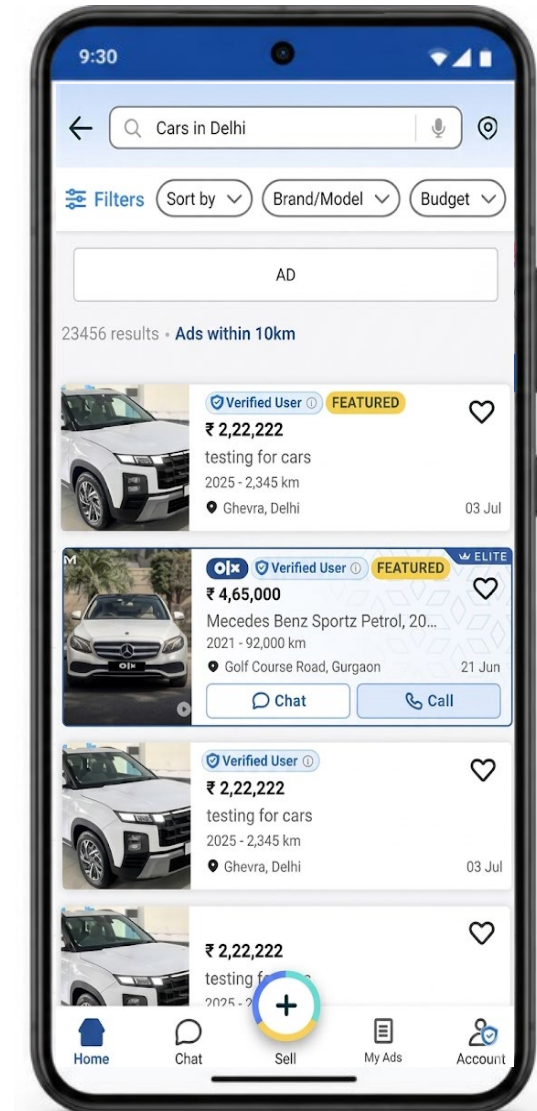 9:30
Cars in Delhi
Filters Sort by Brand/Model Budget
AD
23456 results • Ads within 10km
Verified User FEATURED
₹ 2,22,222
testing for cars
2025 - 2,345 km
Ghevra, Delhi 03 Jul
M
ELITE
OLX Verified User FEATURED
₹ 4,65,000
Mecedes Benz Sportz Petrol, 20...
2021 - 92,000 km
Golf Course Road, Gurgaon 21 Jun
OLX
Chat Call
Verified User
₹ 2,22,222
testing for cars
2025 - 2,345 km
Ghevra, Delhi 03 Jul
₹ 2,22,222
testing
2025 - 2
Home Chat Sell My Ads Account